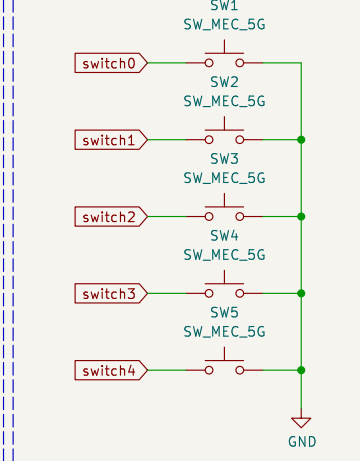 SW1
SW_MEC_5G
switch0
SW2
SW_MEC_5G
switch1
SW3
SW_MEC_5G
switch2
SW4
SW_MEC_5G
switch3
SW5
SW_MEC_5G
switch4
GND